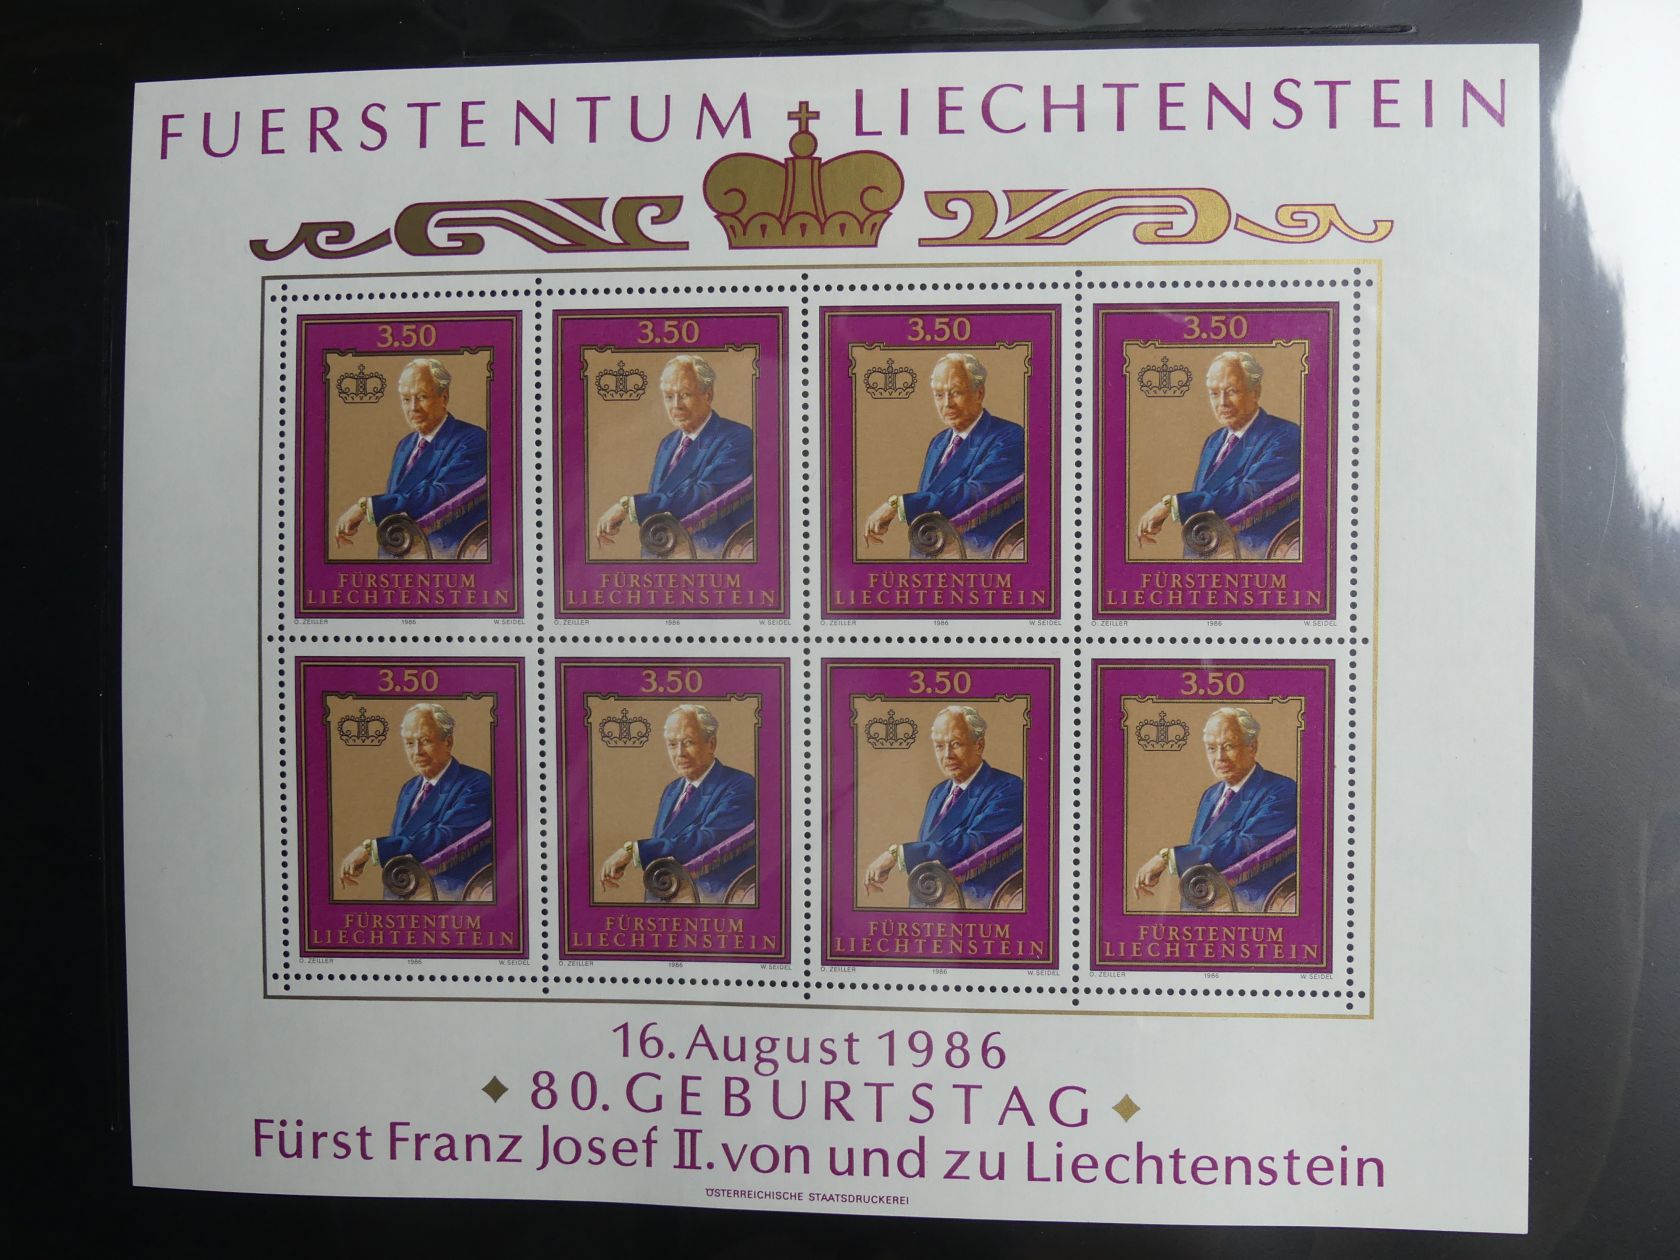 FUERSTENTUM LIECHTENSTEIN
3.50 3.50 3.50 3.50
FÜRSTENTUM FÜRSTENTUM FÜRSTENTUM FÜRSTENTUM
LIECHTENSTEIN LIECHTENSTEIN LIECHTENSTEIN LIECHTENSTEIN
O. ZEILLER 1986 W. SEIDEL O. ZEILLER 1986 W. SEIDEL O. ZEILLER 1986 W. SEIDEL O. ZEILLER 1986 W. SEIDEL
3.50 3.50 3.50 3.50
FÜRSTENTUM FÜRSTENTUM FÜRSTENTUM FÜRSTENTUM
LIECHTENSTEIN LIECHTENSTEIN LIECHTENSTEIN LIECHTENSTEIN
O. ZEILLER 1986 W. SEIDEL O. ZEILLER 1986 W. SEIDEL O. ZEILLER 1986 W. SEIDEL O. ZEILLER 1986 W. SEIDEL
16. August 1986
80. GEBURTSTAG
Fürst Franz Josef II. von und zu Liechtenstein
ÖSTERREICHISCHE STAATSDRUCKEREI